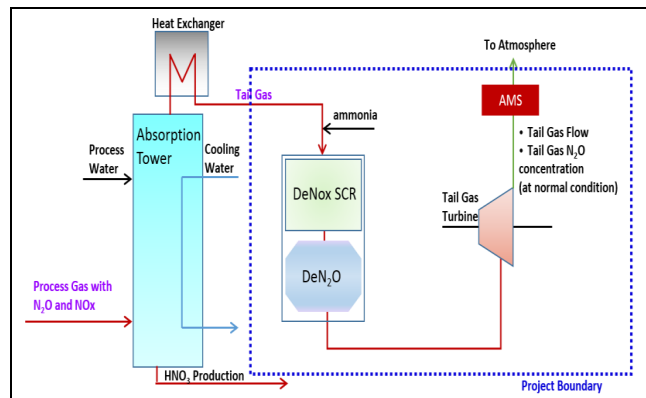 Heat Exchanger
To Atmosphere
AMS
Tail Gas
ammonia
• Tail Gas Flow
• Tail Gas N₂O
concentration
(at normal condition)
Absorption
Tower
Process
Water
Cooling
Water
DeNox SCR
Tail Gas
Turbine
DeN₂O
Process Gas with
N₂O and NOx
HNO₃ Production
Project Boundary